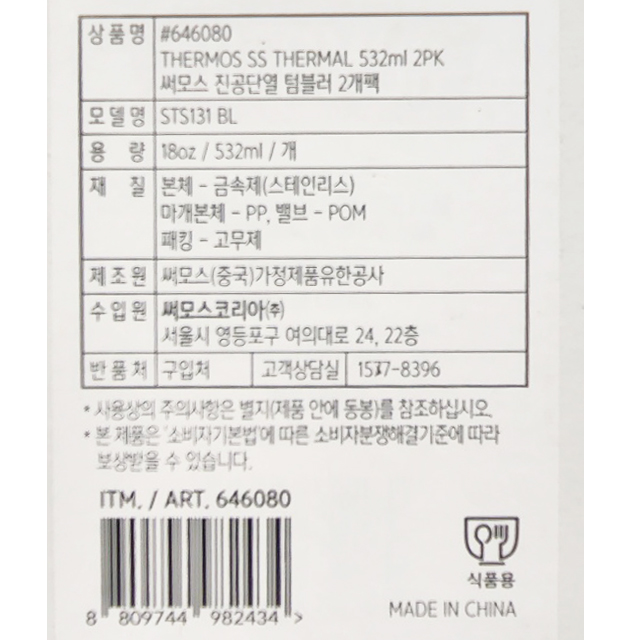 상품명 #646080
THERMOS SS THERMAL 532ml 2PK
써모스 진공단열 텀블러 2개팩
모델명 STS131 BL
용 량 18oz / 532ml / 개
재 질 본체 - 금속제(스테인리스)
마개본체 - PP, 밸브 - POM
패킹 - 고무제
제조원 써모스(중국)가정제품유한공사
수입원 써모스코리아(주)
서울시 영등포구 여의대로 24, 22층
반품처 구입처 고객상담실 1577-8396
* 사용상의 주의사항은 별지(제품 안에 동봉)를 참조하십시오.
* 본 제품은 '소비자기본법'에 따른 소비자분쟁해결기준에 따라
보상받을 수 있습니다.
ITM. / ART. 646080
8 809744 982434 >
식품용
MADE IN CHINA